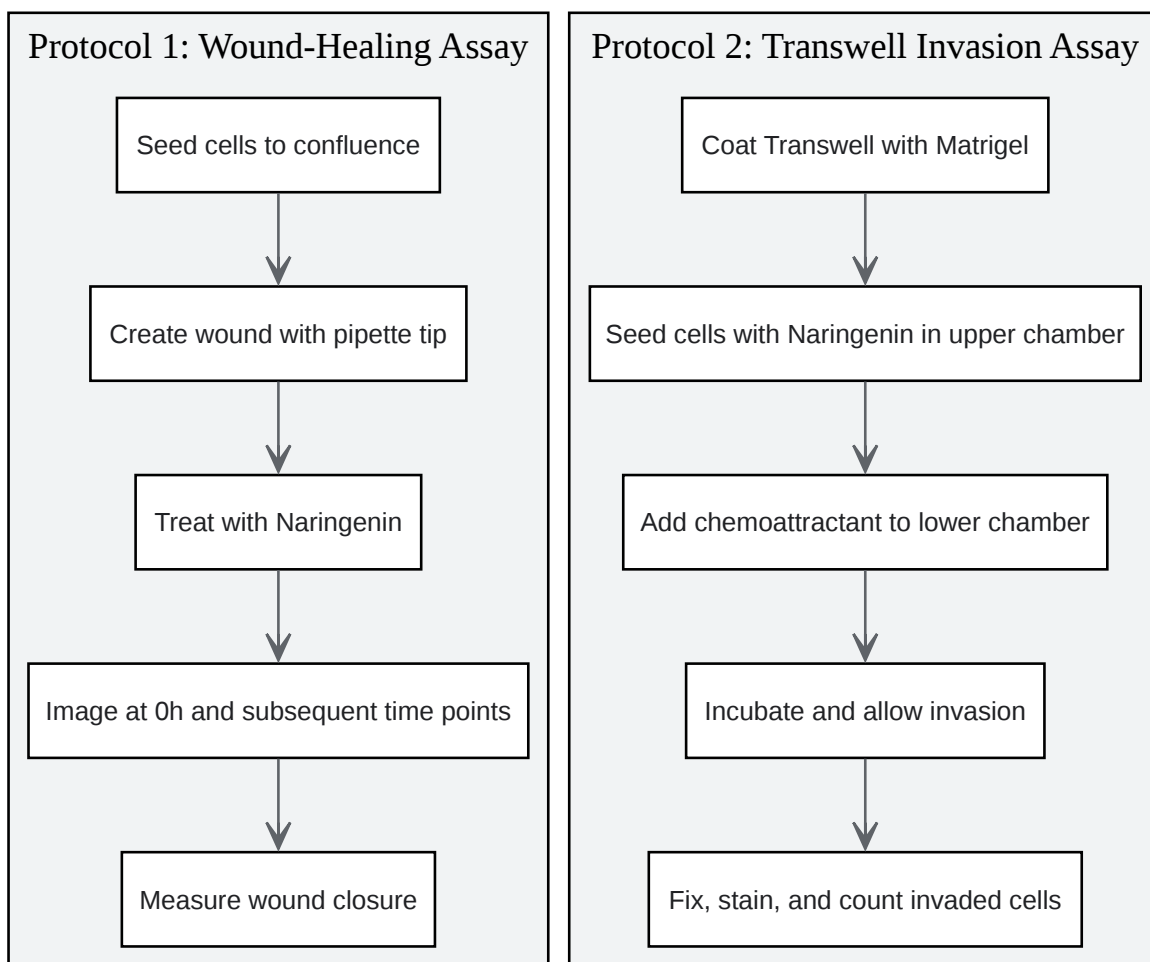 Protocol 1: Wound-Healing Assay
Seed cells to confluence
Create wound with pipette tip
Treat with Naringenin
Image at 0h and subsequent time points
Measure wound closure
Protocol 2: Transwell Invasion Assay
Coat Transwell with Matrigel
Seed cells with Naringenin in upper chamber
Add chemoattractant to lower chamber
Incubate and allow invasion
Fix, stain, and count invaded cells